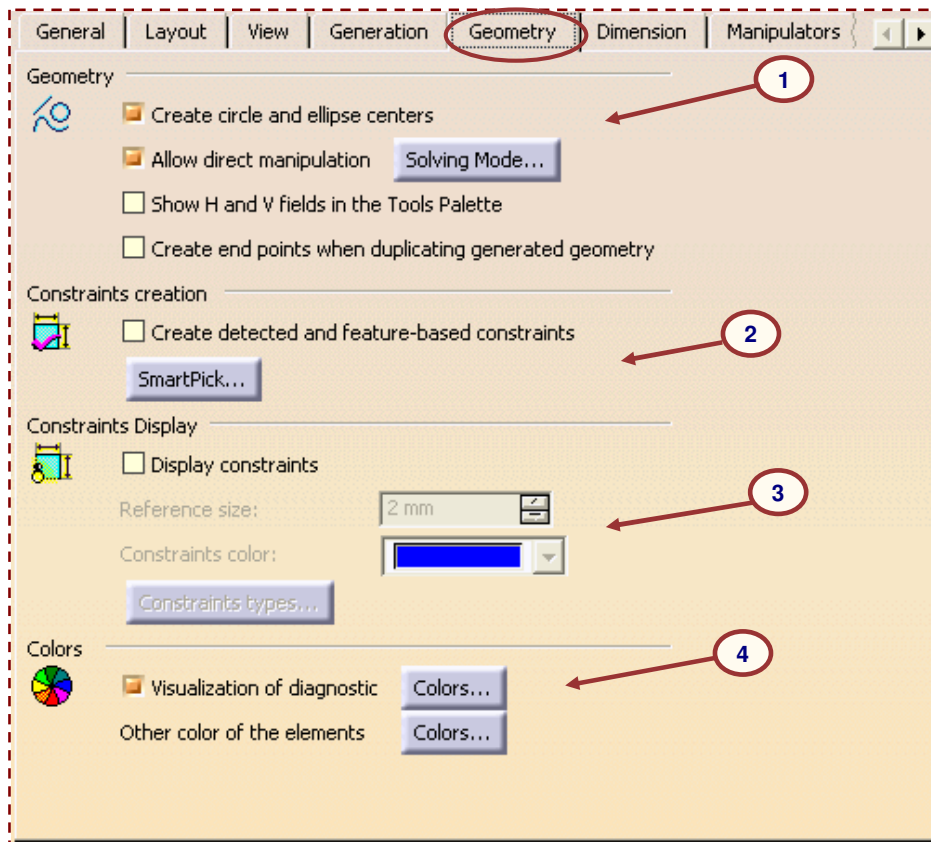 General Layout View Generation Geometry Dimension Manipulators
Geometry
1
Create circle and ellipse centers
Allow direct manipulation Solving Mode...
Show H and V fields in the Tools Palette
Create end points when duplicating generated geometry
Constraints creation
Create detected and feature-based constraints
2
SmartPick...
Constraints Display
Display constraints
3
Reference size: 2 mm
Constraints color:
Constraints types...
Colors
4
Visualization of diagnostic Colors...
Other color of the elements Colors...